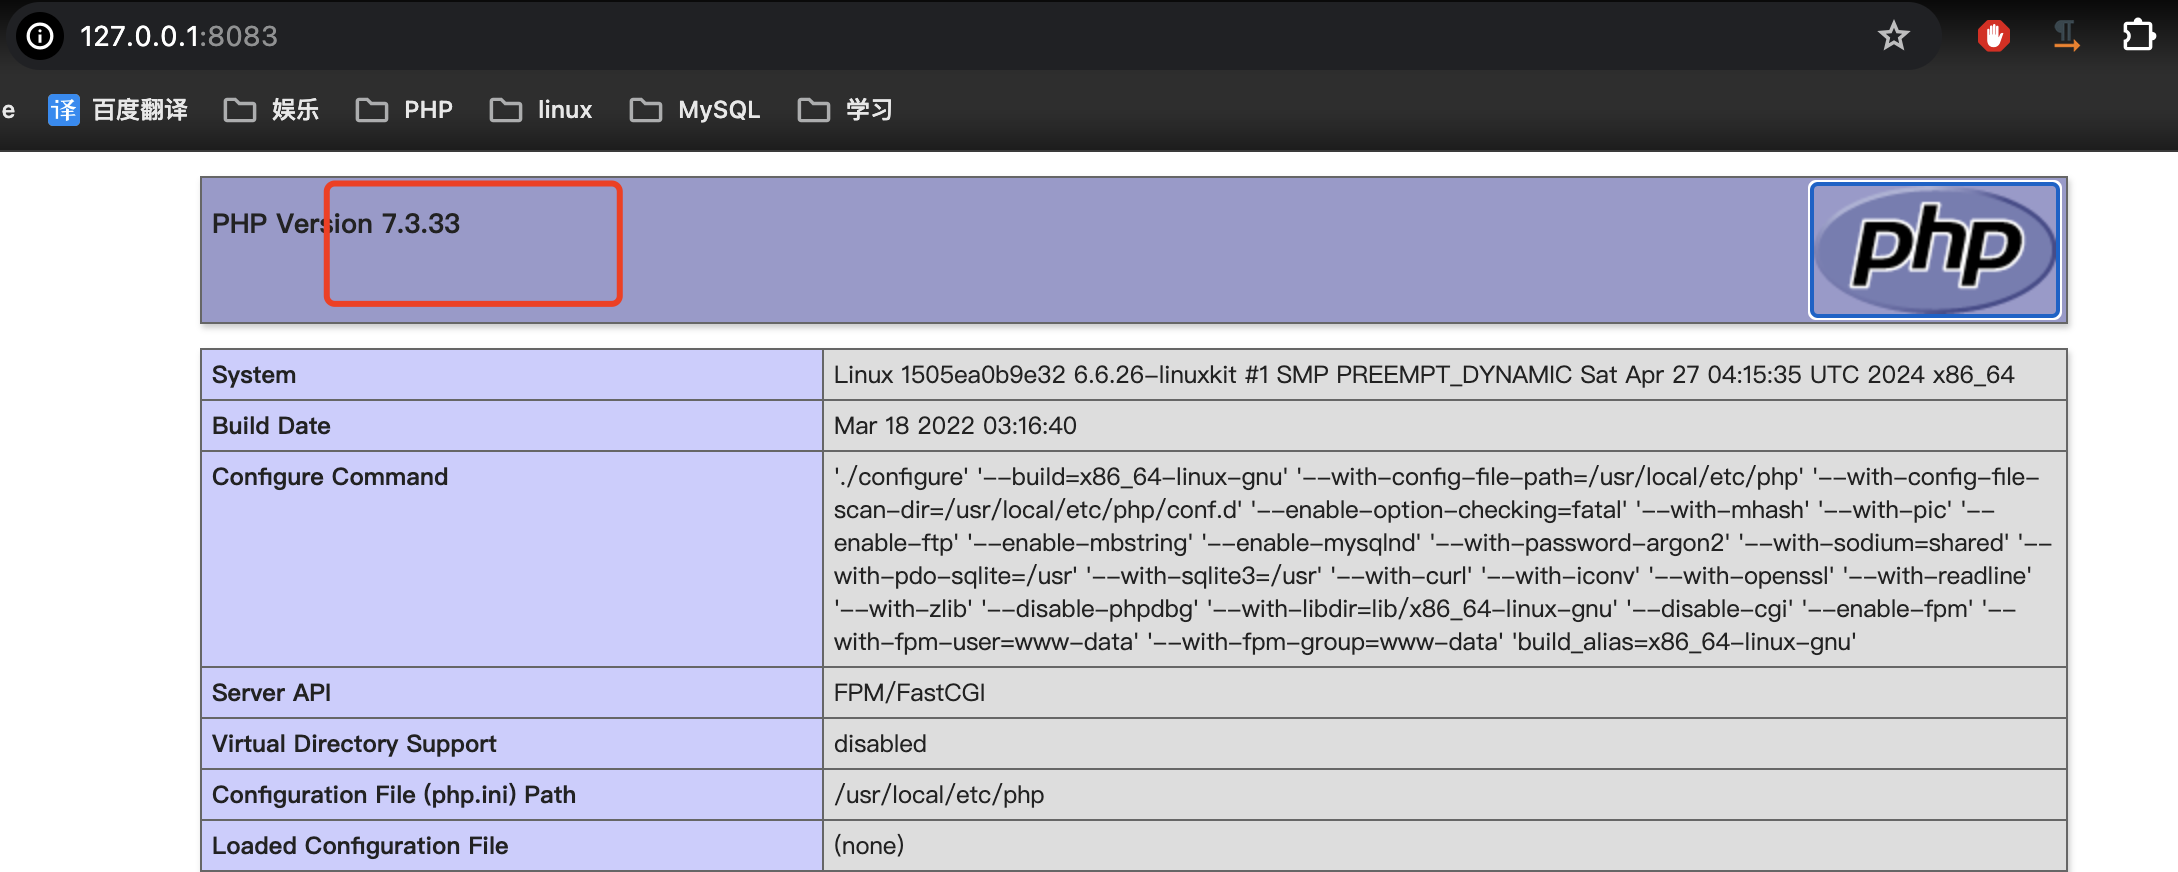 127.0.0.1:8083
e 译 百度翻译 娱乐 PHP linux MySQL 学习
PHP Version 7.3.33
php
System Linux 1505ea0b9e32 6.6.26-linuxkit #1 SMP PREEMPT_DYNAMIC Sat Apr 27 04:15:35 UTC 2024 x86_64
Build Date Mar 18 2022 03:16:40
Configure Command './configure' '--build=x86_64-linux-gnu' '--with-config-file-path=/usr/local/etc/php' '--with-config-file-
scan-dir=/usr/local/etc/php/conf.d' '--enable-option-checking=fatal' '--with-mhash' '--with-pic' '--
enable-ftp' '--enable-mbstring' '--enable-mysqlnd' '--with-password-argon2' '--with-sodium=shared' '--
with-pdo-sqlite=/usr' '--with-sqlite3=/usr' '--with-curl' '--with-iconv' '--with-openssl' '--with-readline'
'--with-zlib' '--disable-phpdbg' '--with-libdir=lib/x86_64-linux-gnu' '--disable-cgi' '--enable-fpm' '--
with-fpm-user=www-data' '--with-fpm-group=www-data' 'build_alias=x86_64-linux-gnu'
Server API FPM/FastCGI
Virtual Directory Support disabled
Configuration File (php.ini) Path /usr/local/etc/php
Loaded Configuration File (none)